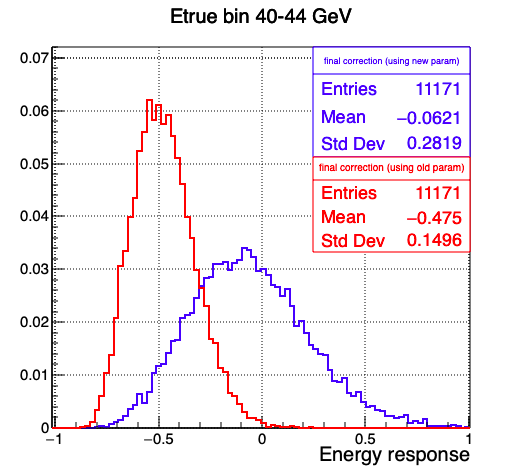 Etrue bin 40-44 GeV
final correction (using new param)
Entries 11171
Mean −0.0621
Std Dev 0.2819
final correction (using old param)
Entries 11171
Mean −0.475
Std Dev 0.1496
0.07
0.06
0.05
0.04
0.03
0.02
0.01
0
−1 −0.5 0 0.5 1
Energy response